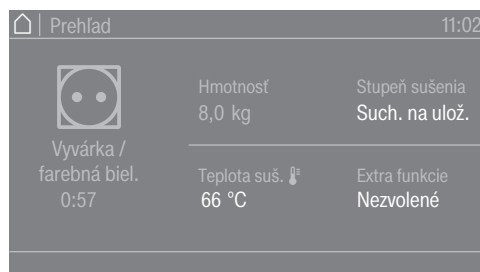 Prehľad
11:02
Vyvárka /
farebná biel.
0:57
Hmotnosť
8,0 kg
Stupeň sušenia
Such. na ulož.
Teplota suš.
66 °C
Extra funkcie
Nezvolené